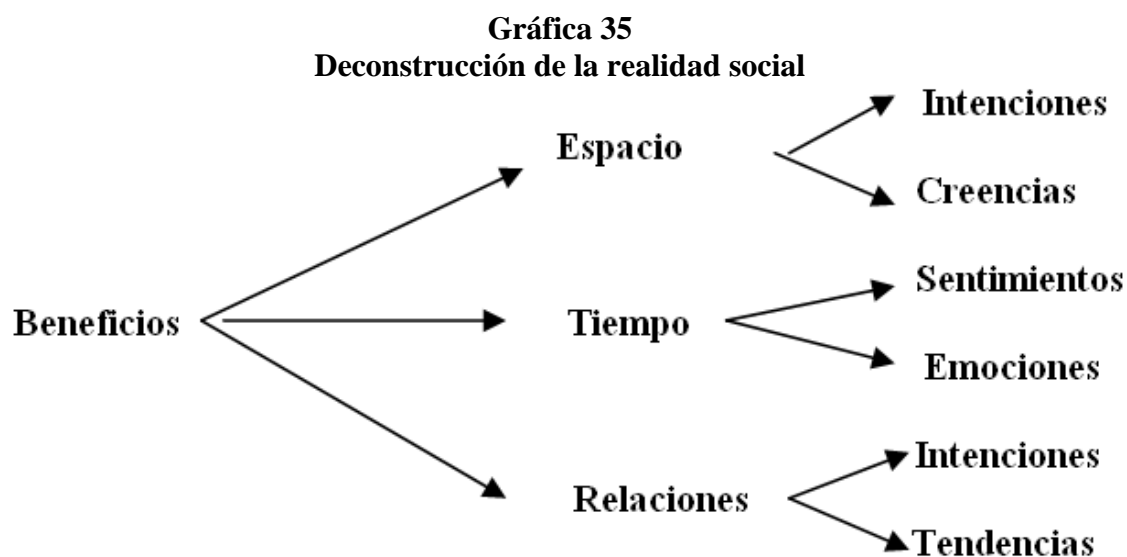 Gráfica 35
Deconstrucción de la realidad social
Intenciones
Espacio
Creencias
Sentimientos
Beneficios
Tiempo
Emociones
Intenciones
Relaciones
Tendencias